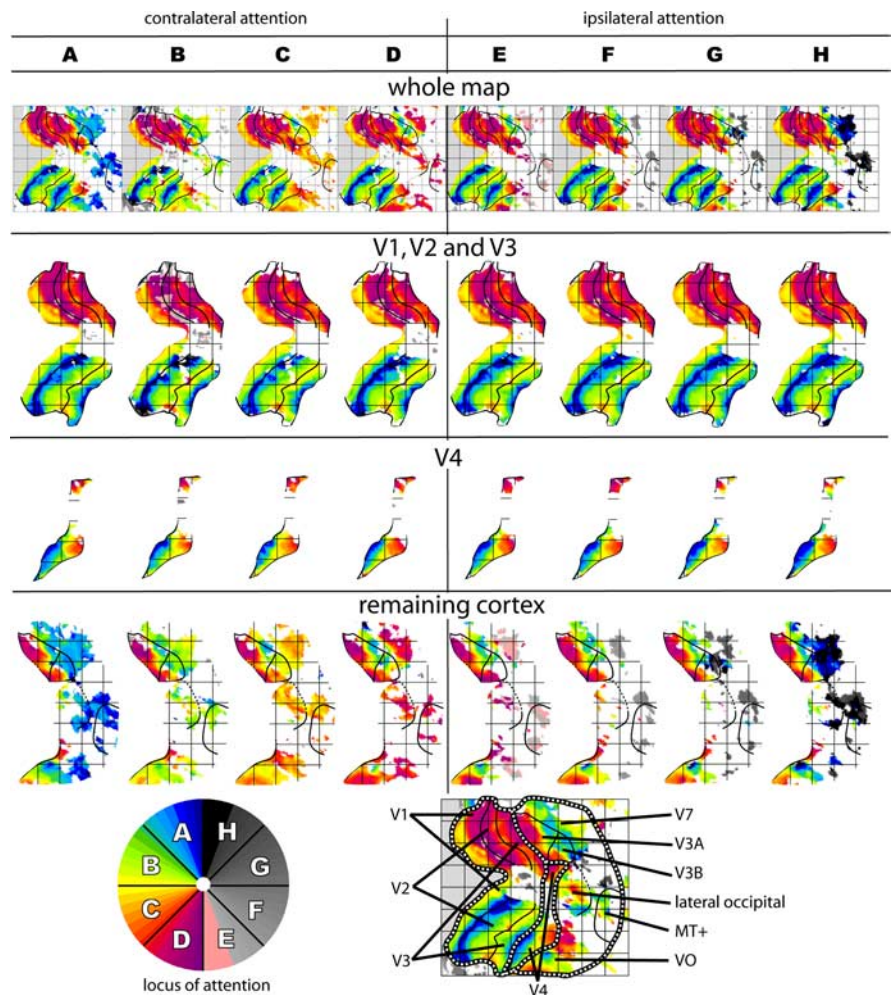 contralateral attention
ipsilateral attention
A B C D E F G H
whole map
V1, V2 and V3
V4
remaining cortex
A
H
B
G
C
F
D
E
locus of attention
V1
V2
V3
V7
V3A
V3B
lateral occipital
MT+
VO
V4